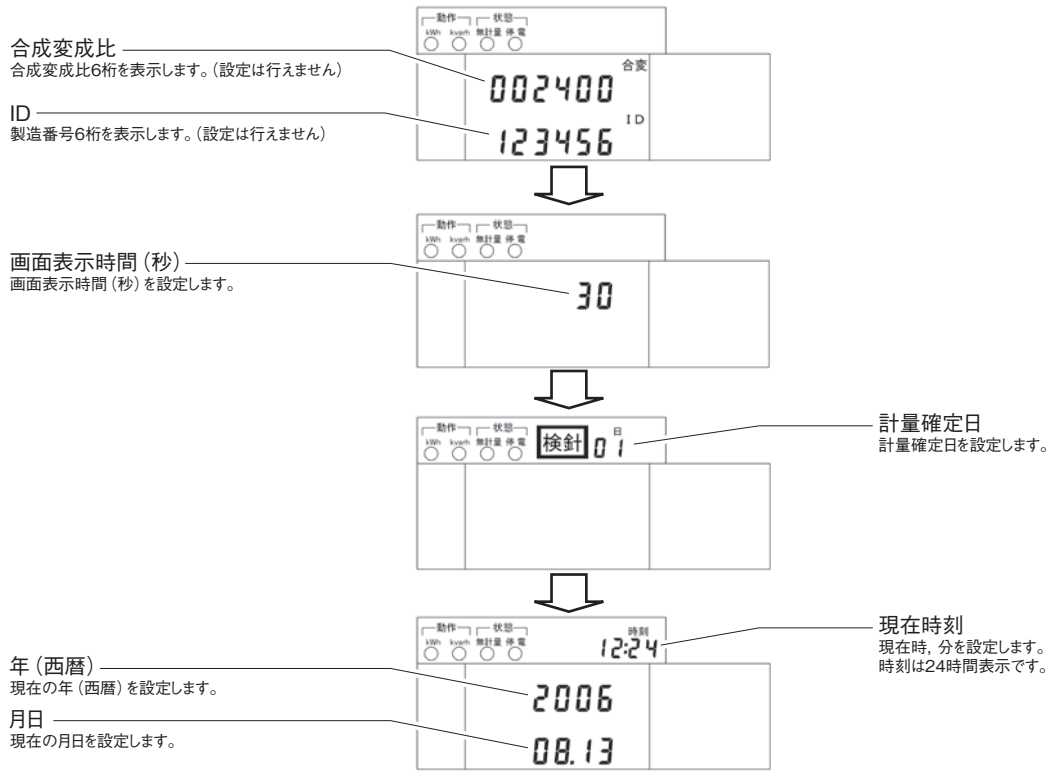 動作 状態
kWh kvarh 無計量 停電
合成変成比
合成変成比6桁を表示します。(設定は行えません)
合変
002400
ID
製造番号6桁を表示します。(設定は行えません)
ID
123456
動作 状態
kWh kvarh 無計量 停電
画面表示時間(秒)
画面表示時間(秒)を設定します。
30
動作 状態
kWh kvarh 無計量 停電
検針 01日
計量確定日
計量確定日を設定します。
動作 状態
kWh kvarh 無計量 停電
時刻
12:24
現在時刻
現在時, 分を設定します。
時刻は24時間表示です。
年(西暦)
現在の年(西暦)を設定します。
2006
月日
現在の月日を設定します。
08.13